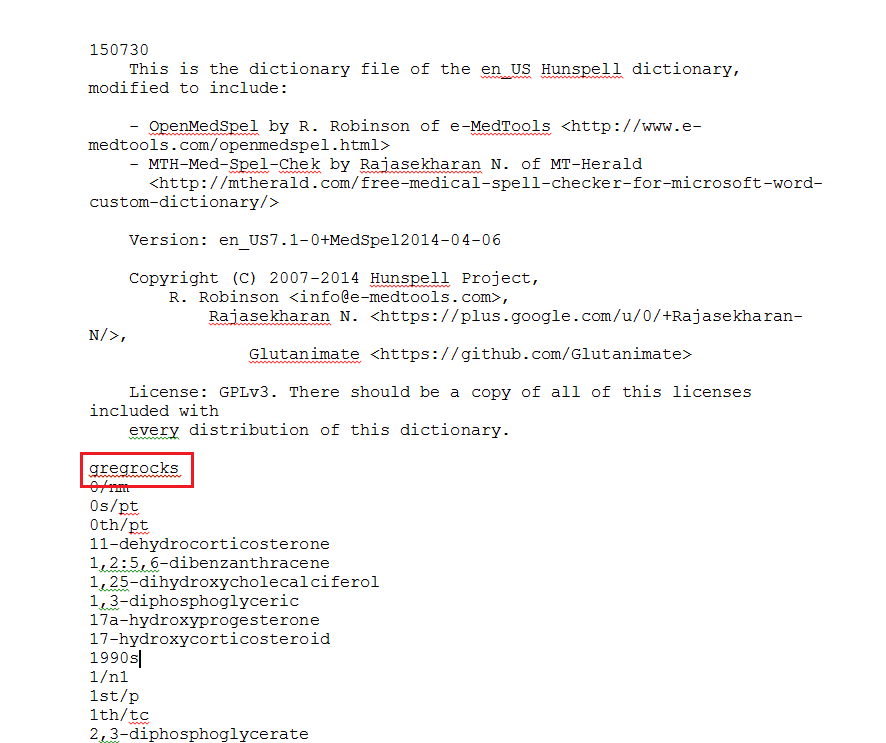 150730
This is the dictionary file of the en_US Hunspell dictionary,
modified to include:
- OpenMedSpel by R. Robinson of e-MedTools <http://www.e-
medtools.com/openmedspel.html>
- MTH-Med-Spel-Chek by Rajasekharan N. of MT-Herald
<http://mtherald.com/free-medical-spell-checker-for-microsoft-word-
custom-dictionary/>
Version: en_US7.1-0+MedSpel2014-04-06
Copyright (C) 2007-2014 Hunspell Project,
R. Robinson <info@e-medtools.com>,
Rajasekharan N. <https://plus.google.com/u/0/+Rajasekharan-
N/>,
Glutanimate <https://github.com/Glutanimate>
License: GPLv3. There should be a copy of all of this licenses
included with
every distribution of this dictionary.
gregrocks
0/nm
0s/pt
0th/pt
11-dehydrocorticosterone
1,2:5,6-dibenzanthracene
1,25-dihydroxycholecalciferol
1,3-diphosphoglyceric
17a-hydroxyprogesterone
17-hydroxycorticosteroid
1990s
1/n1
1st/p
1th/tc
2,3-diphosphoglycerate